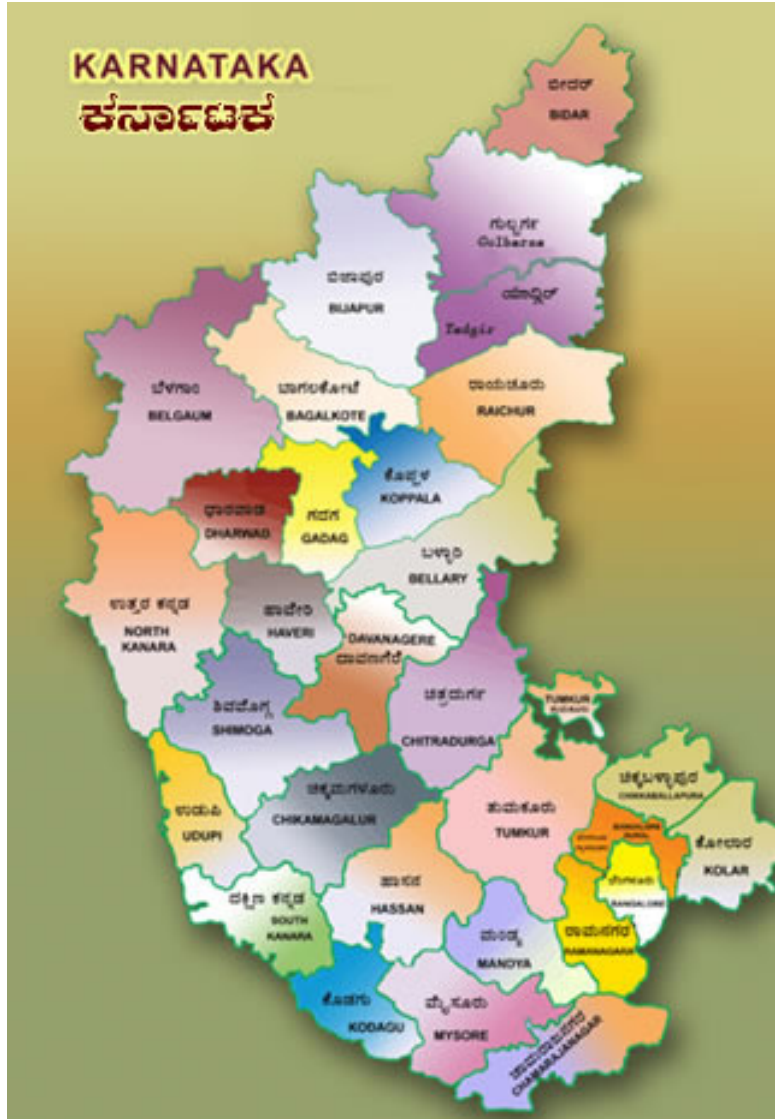 KARNATAKA
ಕರ್ನಾಟಕ
ಬೀದರ್
BIDAR
ಗುಲ್ಬರ್ಗ
Gulbarga
ಬಿಜಾಪುರ
BIJAPUR
ಯಾದ್ಗಿರ್
Yadgir
ಬೆಳಗಾಂ
BELGAUM
ಬಾಗಲಕೋಟೆ
BAGALKOTE
ರಾಯಚೂರು
RAICHUR
ಧಾರವಾಡ
DHARWAD
ಗದಗ
GADAG
ಕೊಪ್ಪಳ
KOPPALA
ಬಳ್ಳಾರಿ
BELLARY
ಉತ್ತರ ಕನ್ನಡ
NORTH
KANARA
ಹಾವೇರಿ
HAVERI
DAVANAGERE
ದಾವಣಗೆರೆ
ಶಿವಮೊಗ್ಗ
SHIMOGA
ಚಿತ್ರದುರ್ಗ
CHITRADURGA
TUMKUR
ಚಿಕ್ಕಬಳ್ಳಾಪುರ
CHIKKABALLAPURA
ಉಡುಪಿ
UDUPI
ಚಿಕ್ಕಮಗಳೂರು
CHIKAMAGALUR
ತುಮಕೂರು
TUMKUR
BANGALORE
RURAL
ಕೋಲಾರ
KOLAR
ಬೆಂಗಳೂರು
BANGALORE
ದಕ್ಷಿಣ ಕನ್ನಡ
SOUTH
KANARA
ಹಾಸನ
HASSAN
ಮಂಡ್ಯ
MANDYA
ರಾಮನಗರ
RAMANAGARA
ಕೊಡಗು
KODAGU
ಮೈಸೂರು
MYSORE
ಚಾಮರಾಜನಗರ
CHAMARAJANAGAR